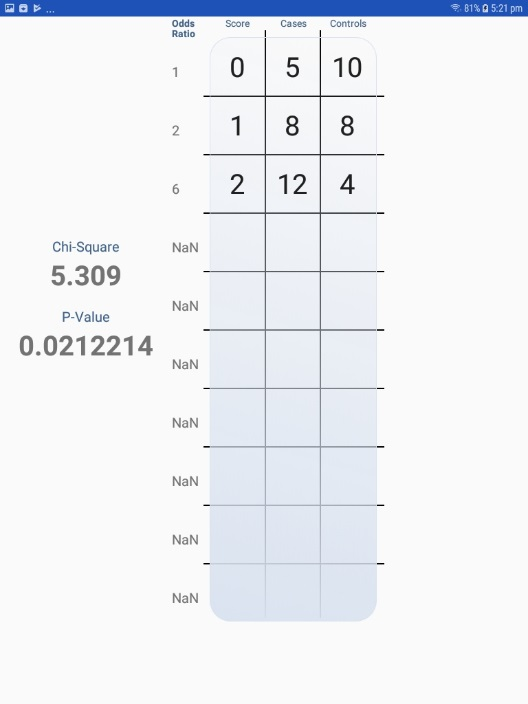 ... 81% 5:21 pm
Odds Ratio Score Cases Controls
1 0 5 10
2 1 8 8
6 2 12 4
NaN
Chi-Square
5.309
NaN
P-Value
0.0212214
NaN
NaN
NaN
NaN
NaN